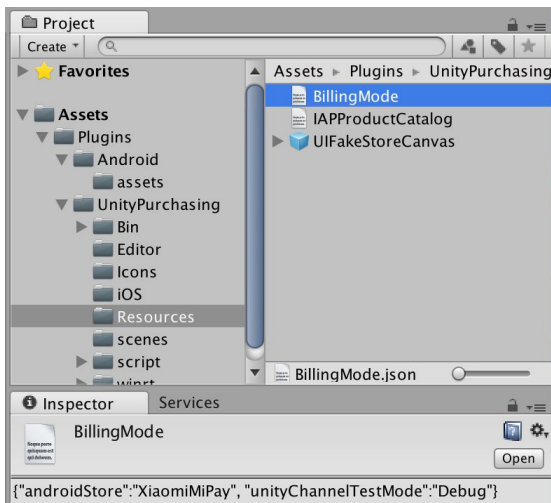 Project
Create
Favorites
Assets
Plugins
Android
assets
UnityPurchasing
Bin
Editor
Icons
iOS
Resources
scenes
script
winrt
Assets ▸ Plugins ▸ UnityPurchasing
BillingMode
IAPProductCatalog
UIFakeStoreCanvas
BillingMode.json
Inspector Services
BillingMode
Open
{"androidStore":"XiaomiMiPay", "unityChannelTestMode":"Debug"}